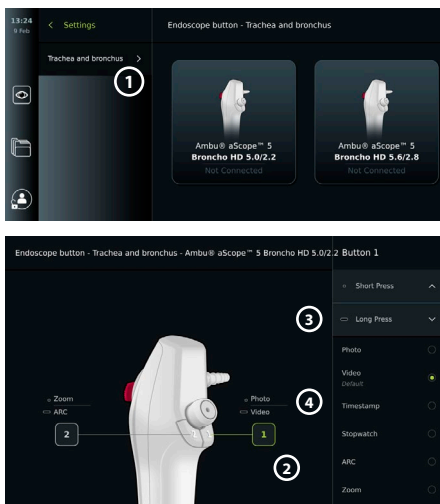 13:24
9 Feb
Settings
Endoscope button - Trachea and bronchus
Trachea and bronchus
1
Ambu® aScope™ 5
Broncho HD 5.0/2.2
Not Connected
Ambu® aScope™ 5
Broncho HD 5.6/2.8
Not Connected
Endoscope button - Trachea and bronchus - Ambu® aScope™ 5 Broncho HD 5.0/2.2
Button 1
Short Press
3
Long Press
Photo
Zoom
ARC
Photo
Video
4
Video
Default
Timestamp
2
1
Stopwatch
2
ARC
Zoom